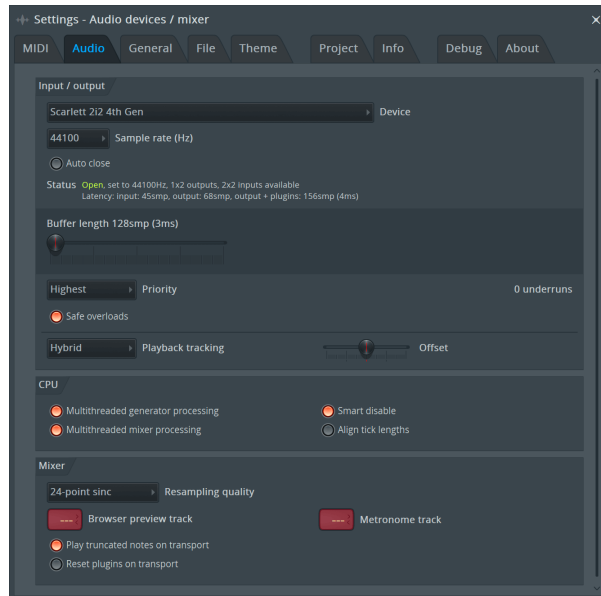 Settings - Audio devices / mixer
MIDI Audio General File Theme Project Info Debug About
Input / output
Scarlett 2i2 4th Gen Device
44100 Sample rate (Hz)
Auto close
Status Open, set to 44100Hz, 1x2 outputs, 2x2 inputs available
Latency: input: 45smp, output: 68smp, output + plugins: 156smp (4ms)
Buffer length 128smp (3ms)
Highest Priority 0 underruns
Safe overloads
Hybrid Playback tracking Offset
CPU
Multithreaded generator processing Smart disable
Multithreaded mixer processing Align tick lengths
Mixer
24-point sinc Resampling quality
--- Browser preview track --- Metronome track
Play truncated notes on transport
Reset plugins on transport